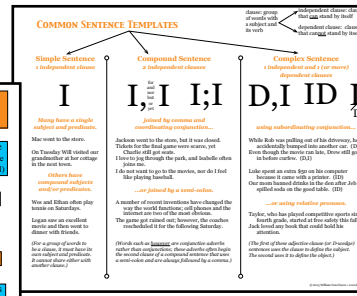 COMMON SENTENCE TEMPLATES
clause: group
of words with
a subject and
its verb
independent clause: clause
that can stand by itself
dependent clause: clause
that cannot stand by itself
Simple Sentence
1 independent clause
I
Many have a single
subject and predicate.
Mac went to the store.
On Tuesday Will visited our
grandmother at her cottage
in the next town.
Others have
compound subjects
and/or predicates.
Wes and Ethan often play
tennis on Saturdays.
Logan saw an excellent
movie and then went to
dinner with friends.
(For a group of words to
be a clause, it must have its
own subject and predicate.
It cannot share either with
another clause.)
Compound Sentence
2 independent clauses
I, for and nor but or yet I I;I
joined by comma and
coordinating conjunction...
Jackson went to the store, but it was closed.
Tickets for the final game were scarce, yet
Charlie still got seats.
I love to jog through the park, and Isabelle often
joins me.
I do not want to go to the movies, nor do I feel
like playing baseball.
...or joined by a semi-colon.
A number of recent inventions have changed the
way the world functions; cell phones and the
internet are two of the most obvious.
The game got rained out; however, the coaches
rescheduled it for the following Saturday.
(Words such as however are conjunctive adverbs
rather than conjunctions; these adverbs often begin
the second clause of a compound sentence that uses
a semi-colon and are always followed by a comma.)
Complex Sentence
1 independent and 1 (or more)
dependent clauses
D,I ID
using subordinating conjunction...
While Rob was pulling out of his driveway, he
accidentally bumped into another car. (D,I)
Even though the movie ran late, Drew still got
in before curfew. (D,I)
Luke spent an extra $50 on his computer
because it came with a printer. (ID)
Our mom banned drinks in the den after Jeb
spilled soda on the good table. (ID)
...or using relative pronoun.
Taylor, who has played competitive sports since
fourth grade, started at free safety this fall.
Jack loved any book that could hold his
attention.
(The first of these adjective clause (or D-wedge)
sentences uses the clause to define the subject.
The second uses it to define the object.)